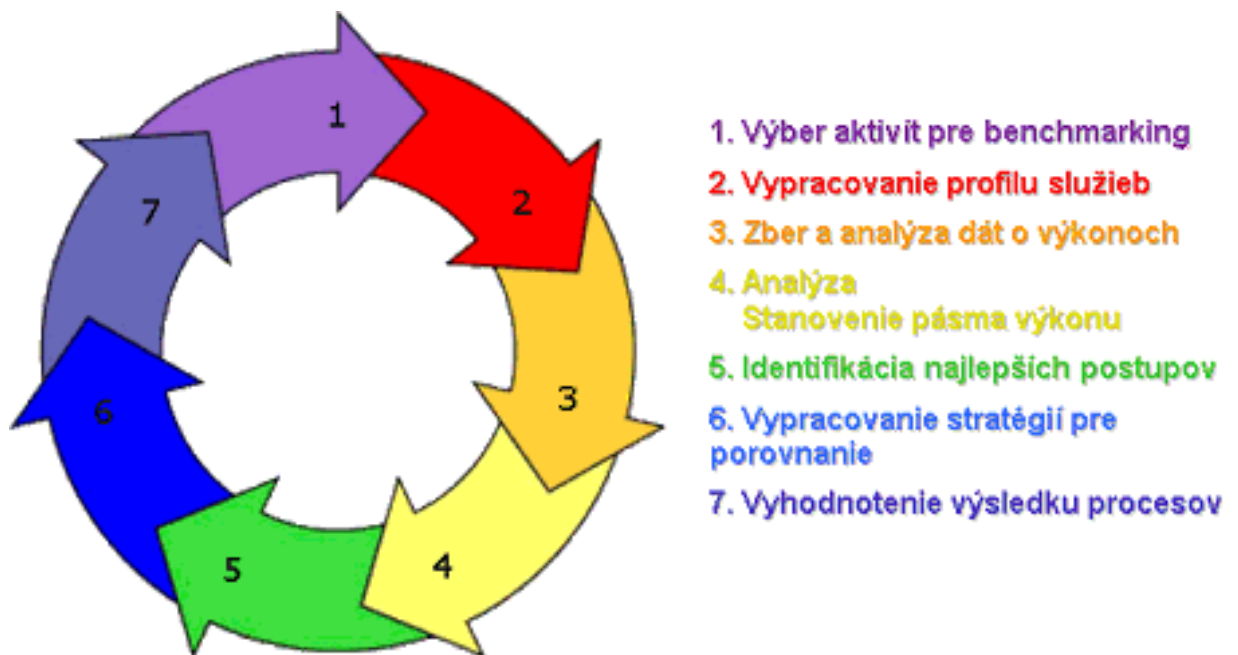 1
2
3
4
5
6
7
1. Výber aktivít pre benchmarking
2. Vypracovanie profilu služieb
3. Zber a analýza dát o výkonoch
4. Analýza
Stanovenie pásma výkonu
5. Identifikácia najlepších postupov
6. Vypracovanie stratégií pre
porovnanie
7. Vyhodnotenie výsledku procesov